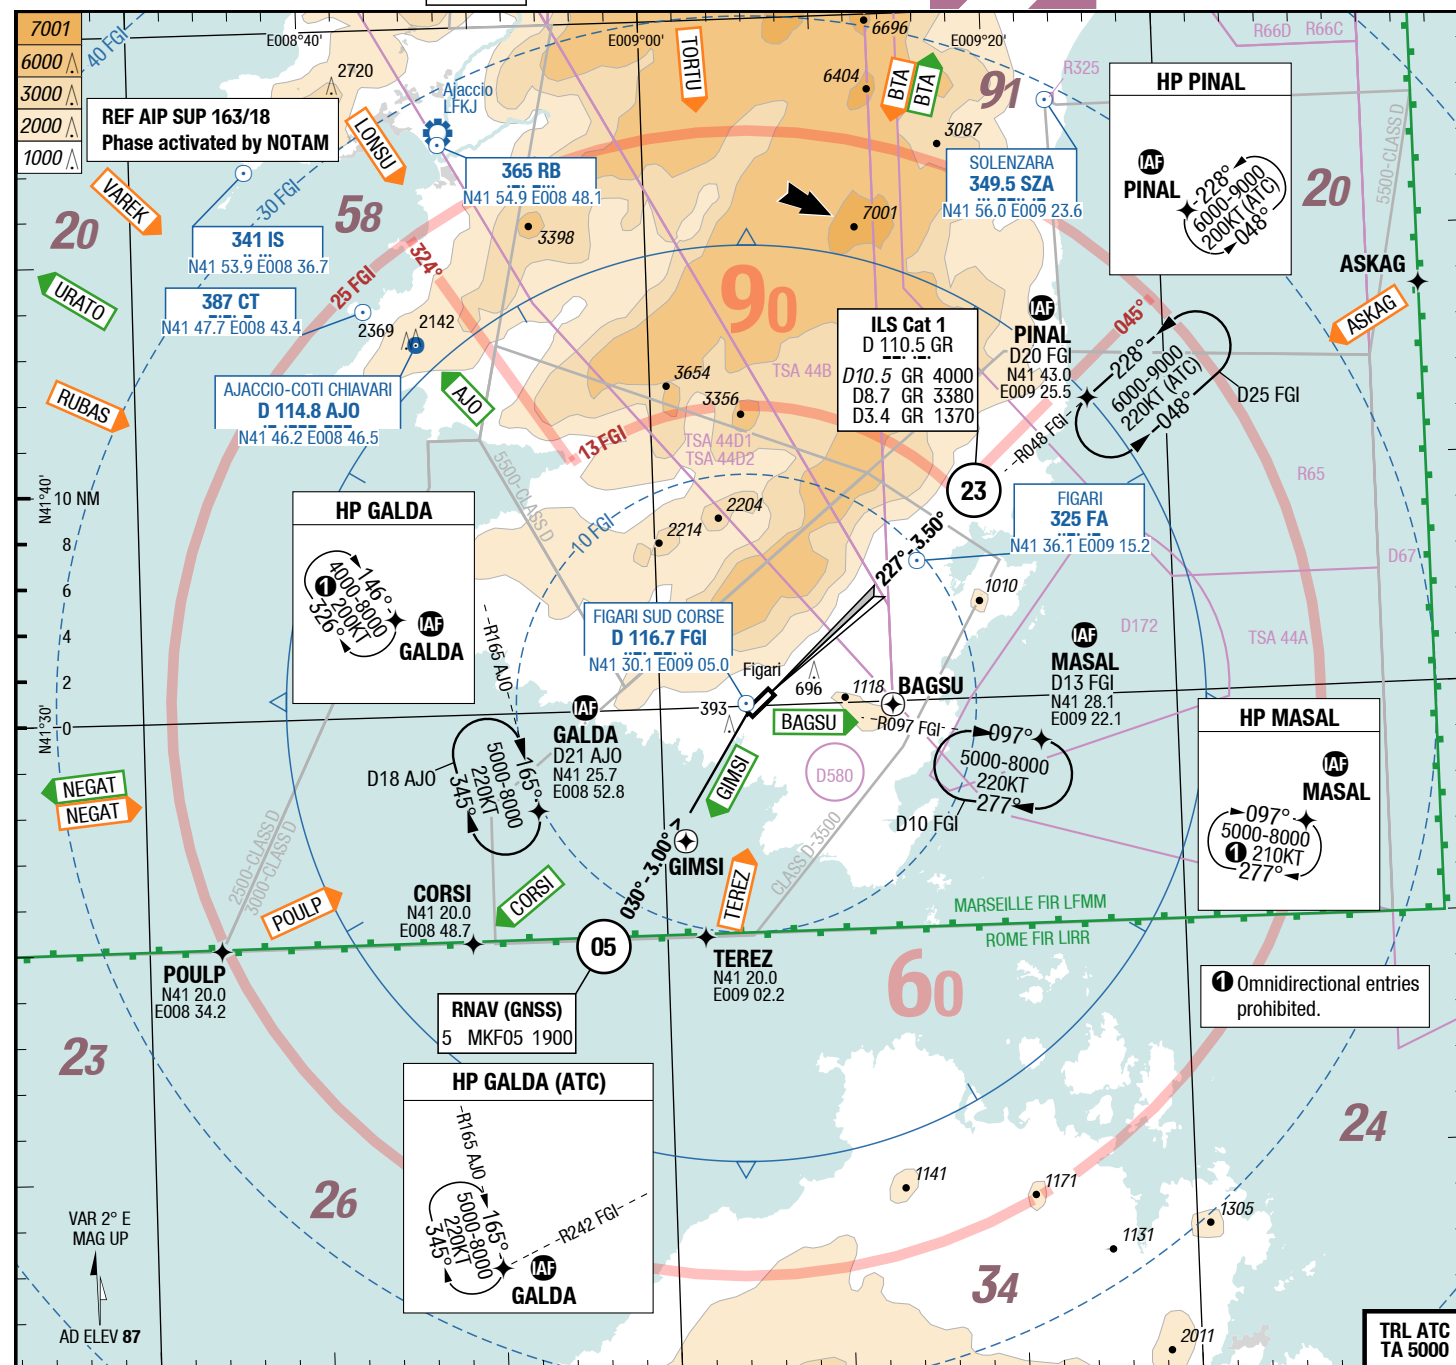 7001
6000
3000
2000
1000
40 FGI
E008°40'
E009°00'
E009°20'
2720
6696
6404
3087
7001
R66D
R66C
R325
91
REF AIP SUP 163/18
Phase activated by NOTAM
Ajaccio
LFKJ
LONSU
TORTU
BTA
BTA
VAREK
30 FGI
20
58
365 RB
N41 54.9 E008 48.1
341 IS
N41 53.9 E008 36.7
387 CT
N41 47.7 E008 43.4
SOLENZARA
349.5 SZA
N41 56.0 E009 23.6
HP PINAL
IAF
PINAL
228°
6000-9000
200KT(ATC)
048°
20
5500-CLASS D
ASKAG
ASKAG
URATO
25 FGI
324°
3398
2369
2142
AJACCIO-COTI CHIAVARI
D 114.8 AJO
N41 46.2 E008 46.5
AJO
RUBAS
90
ILS Cat 1
D 110.5 GR
D10.5 GR 4000
D8.7 GR 3380
D3.4 GR 1370
IAF
PINAL
D20 FGI
N41 43.0
E009 25.5
045°
228°
6000-9000
220KT (ATC)
048°
D25 FGI
R048 FGI
TSA 44B
3654
3356
TSA 44D1
TSA 44D2
13 FGI
5500-CLASS D
10 FGI
2204
2214
23
227°-3.50°
FIGARI
325 FA
N41 36.1 E009 15.2
R65
D67
D172
TSA 44A
1010
N41°40'
10 NM
8
6
4
2
0
N41°30'
HP GALDA
146°
4000-8000
1
200KT
326°
IAF
GALDA
R165 AJO
FIGARI SUD CORSE
D 116.7 FGI
N41 30.1 E009 05.0
Figari
393
696
1118
BAGSU
BAGSU
R097 FGI
IAF
MASAL
D13 FGI
N41 28.1
E009 22.1
097°
5000-8000
220KT
277°
D10 FGI
D580
IAF
GALDA
D21 AJO
N41 25.7
E008 52.8
D18 AJO
165°
5000-8000
220KT
345°
GIMSI
GIMSI
HP MASAL
IAF
MASAL
097°
5000-8000
1 210KT
277°
NEGAT
NEGAT
2500-CLASS D
3000-CLASS D
POULP
CORSI
N41 20.0
E008 48.7
CORSI
030°-3.00°
TEREZ
CLASS D-3500
MARSEILLE FIR LFMM
ROME FIR LIRR
05
POULP
N41 20.0
E008 34.2
TEREZ
N41 20.0
E009 02.2
60
RNAV (GNSS)
5 MKF05 1900
1 Omnidirectional entries
prohibited.
23
HP GALDA (ATC)
R165 AJO
165°
5000-8000
220KT
345°
R242 FGI
IAF
GALDA
26
24
1141
1171
1305
1131
34
2011
VAR 2° E
MAG UP
AD ELEV 87
TRL ATC
TA 5000